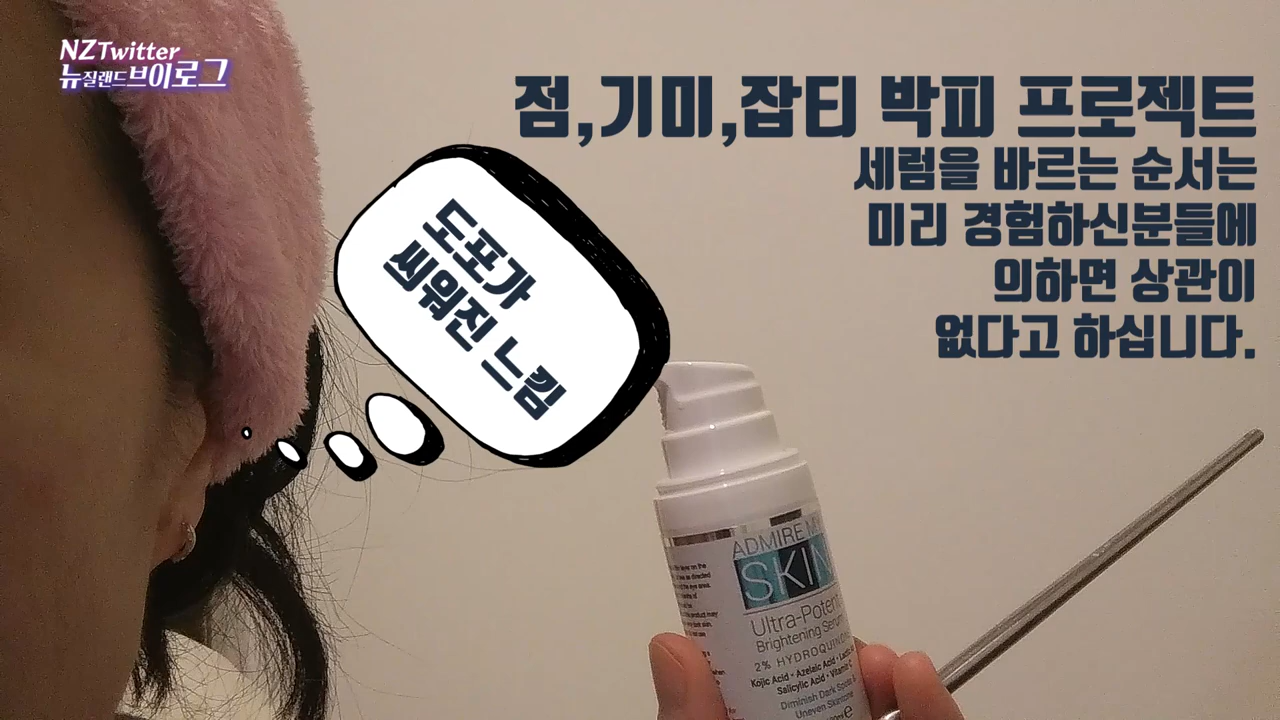 NZTwitter
뉴질랜드브이로그
점,기미,잡티 박피 프로젝트
세럼을 바르는 순서는
미리 경험하신분들에
의하면 상관이
없다고 하십니다.
도포가
씌워진 느낌
ADMIRE MY
SKIN
Ultra-Potent
Brightening Serum
2% HYDROQUINONE
Kojic Acid • Azelaic Acid •
Salicylic Acid • Vitamin C
Diminish Dark Spots &
Uneven Skintone